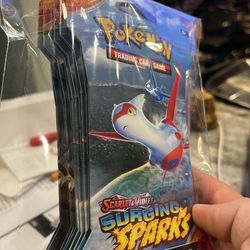 Pokémon
TRADING CARD GAME
SCARLET & VIOLET
SURGING
SPARKS